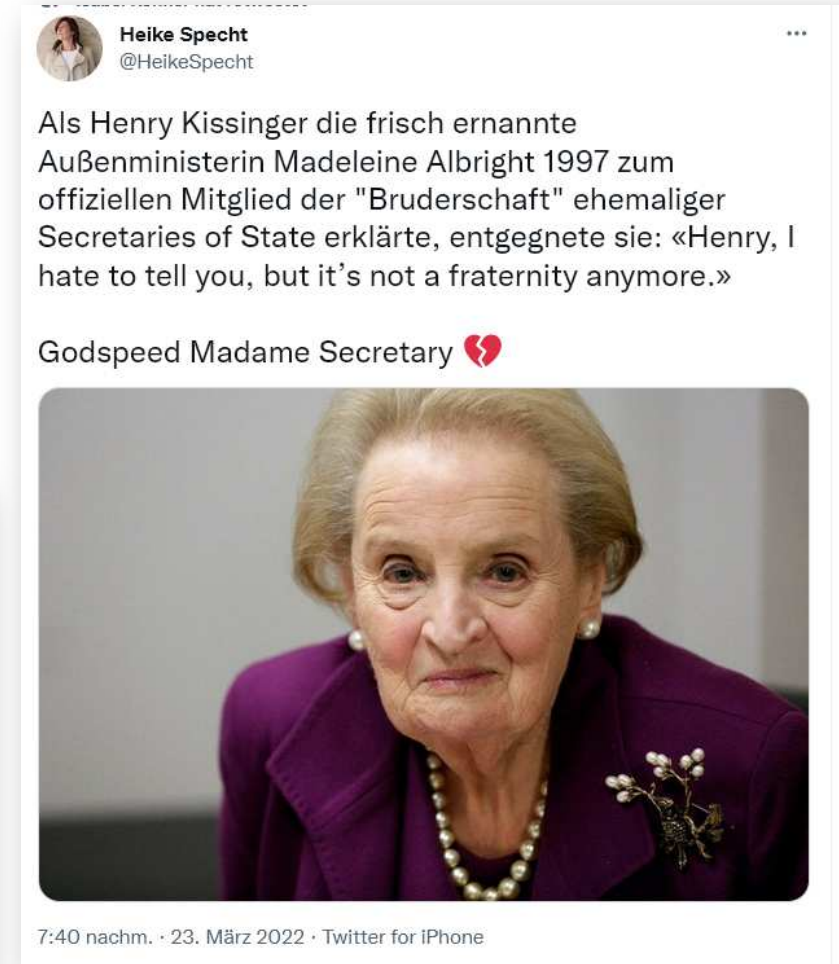 Heike Specht
@HeikeSpecht
Als Henry Kissinger die frisch ernannte
Außenministerin Madeleine Albright 1997 zum
offiziellen Mitglied der "Bruderschaft" ehemaliger
Secretaries of State erklärte, entgegnete sie: «Henry, I
hate to tell you, but it’s not a fraternity anymore.»
Godspeed Madame Secretary 💔
7:40 nachm. · 23. März 2022 · Twitter for iPhone